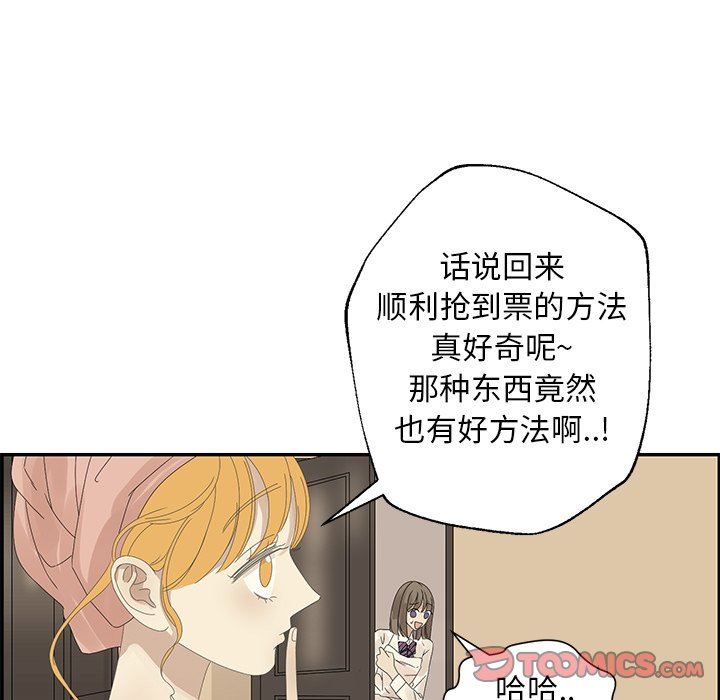 话说回来
顺利抢到票的方法
真好奇呢~
那种东西竟然
也有好方法啊..!
哈哈..
TOOMICS.COM